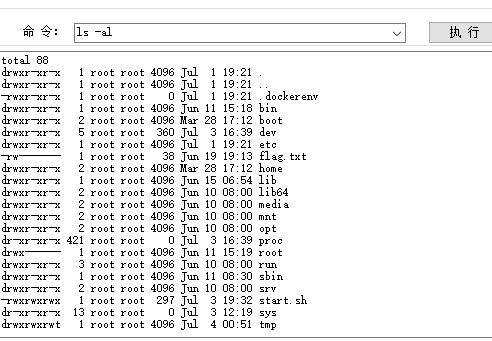 命 令： ls -al 执 行
total 88
drwxr-xr-x 1 root root 4096 Jul 1 19:21 .
drwxr-xr-x 1 root root 4096 Jul 1 19:21 ..
-rwxr-xr-x 1 root root 0 Jul 1 19:21 .dockerenv
drwxr-xr-x 1 root root 4096 Jun 11 15:18 bin
drwxr-xr-x 2 root root 4096 Mar 28 17:12 boot
drwxr-xr-x 5 root root 360 Jul 3 16:39 dev
drwxr-xr-x 1 root root 4096 Jul 1 19:21 etc
-rw------- 1 root root 38 Jun 19 19:13 flag.txt
drwxr-xr-x 2 root root 4096 Mar 28 17:12 home
drwxr-xr-x 1 root root 4096 Jun 15 06:54 lib
drwxr-xr-x 2 root root 4096 Jun 10 08:00 lib64
drwxr-xr-x 2 root root 4096 Jun 10 08:00 media
drwxr-xr-x 2 root root 4096 Jun 10 08:00 mnt
drwxr-xr-x 2 root root 4096 Jun 10 08:00 opt
dr-xr-xr-x 421 root root 0 Jul 3 16:39 proc
drwx------ 1 root root 4096 Jun 11 15:19 root
drwxr-xr-x 3 root root 4096 Jun 10 08:00 run
drwxr-xr-x 1 root root 4096 Jun 11 08:30 sbin
drwxr-xr-x 2 root root 4096 Jun 10 08:00 srv
-rwxrwxrwx 1 root root 297 Jul 3 19:32 start.sh
dr-xr-xr-x 13 root root 0 Jul 3 12:19 sys
drwxrwxrwt 1 root root 4096 Jul 4 00:51 tmp